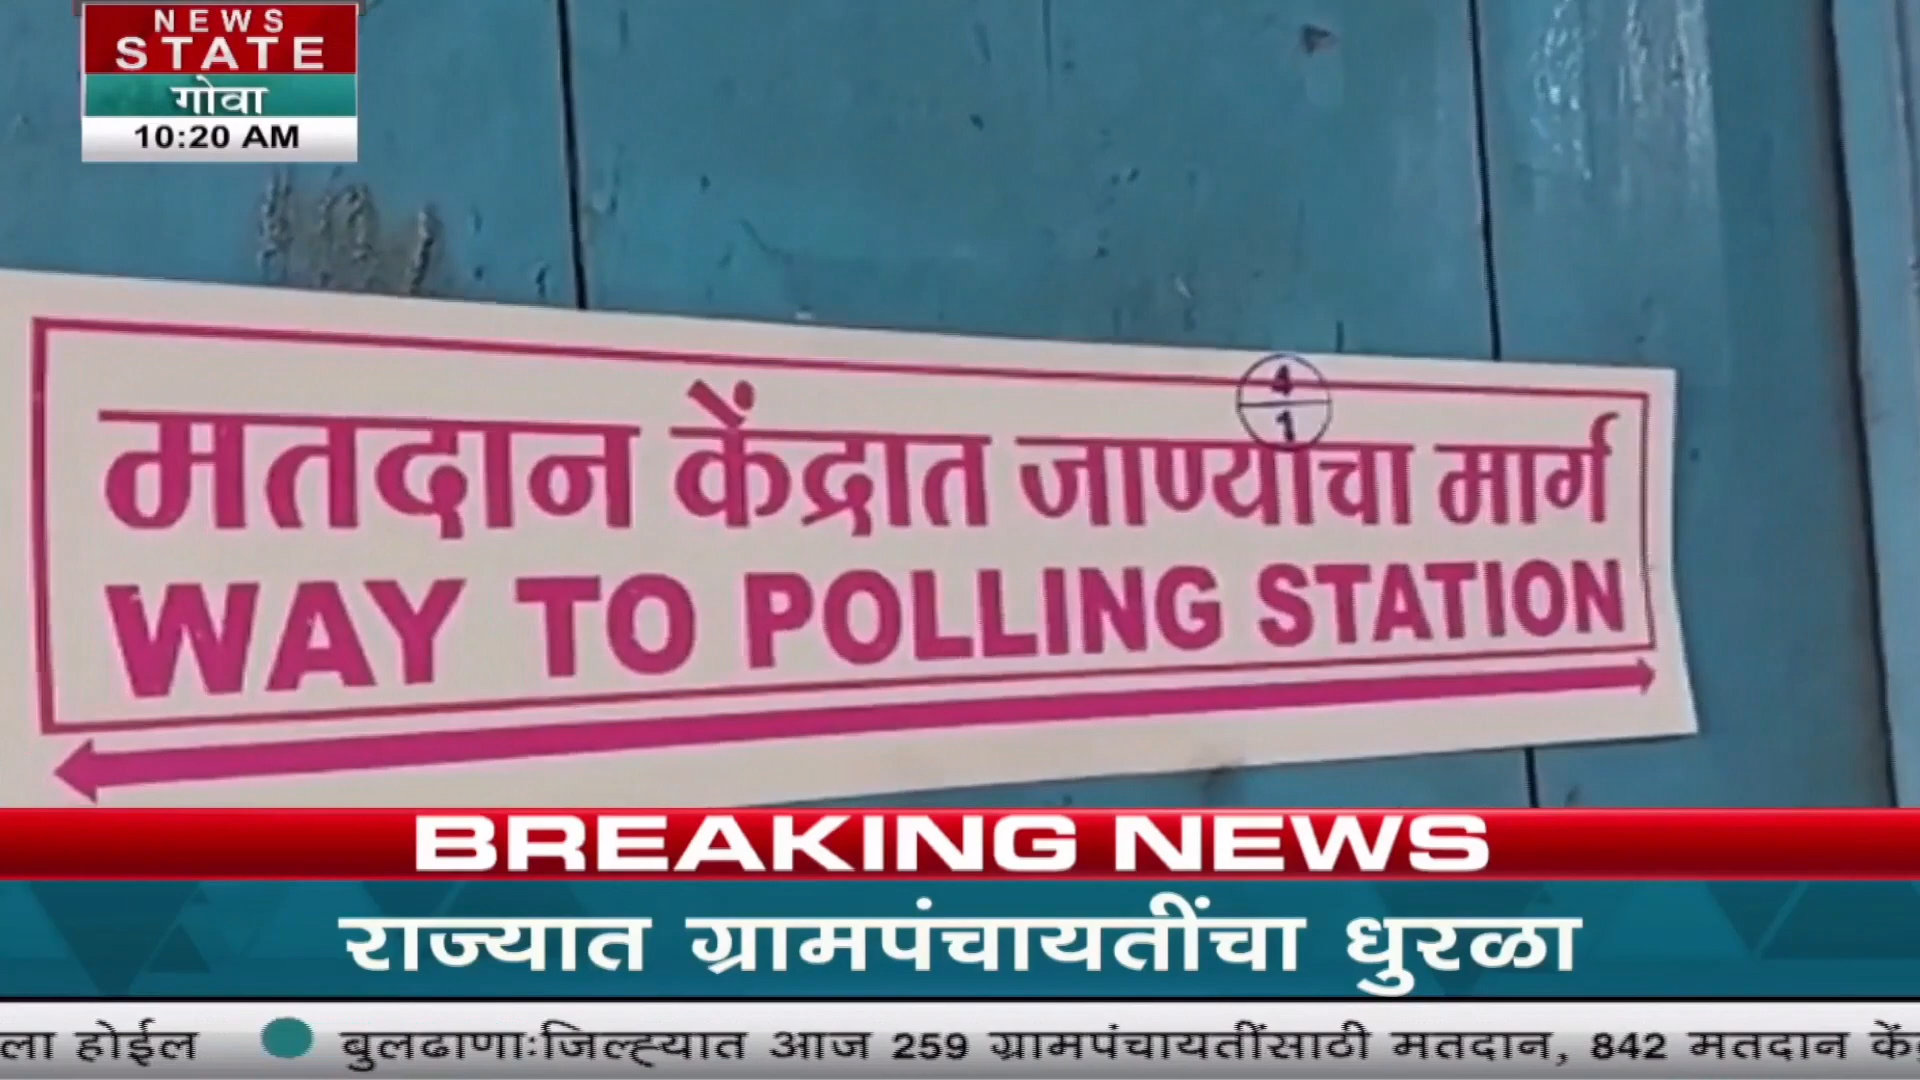 NEWS
STATE
गोवा
10:20 AM
4
1
मतदान केंद्रात जाण्याचा मार्ग
WAY TO POLLING STATION
BREAKING NEWS
राज्यात ग्रामपंचायतींचा धुरळा
ला होईल बुलढाणा:जिल्ह्यात आज 259 ग्रामपंचायतींसाठी मतदान, 842 मतदान